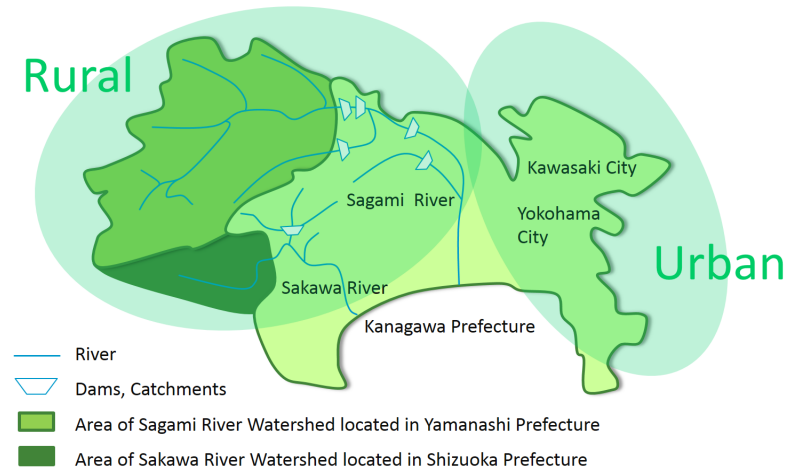 Rural
Kawasaki City
Sagami River
Yokohama
City
Urban
Sakawa River
Kanagawa Prefecture
River
Dams, Catchments
Area of Sagami River Watershed located in Yamanashi Prefecture
Area of Sakawa River Watershed located in Shizuoka Prefecture